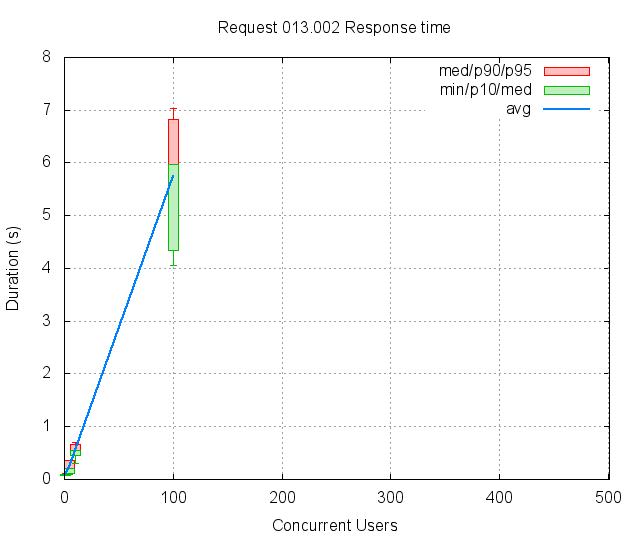 Request 013.002 Response time
8
7
6
5
4
3
2
1
0
med/p90/p95
min/p10/med
avg
Duration (s)
0 100 200 300 400 500
Concurrent Users